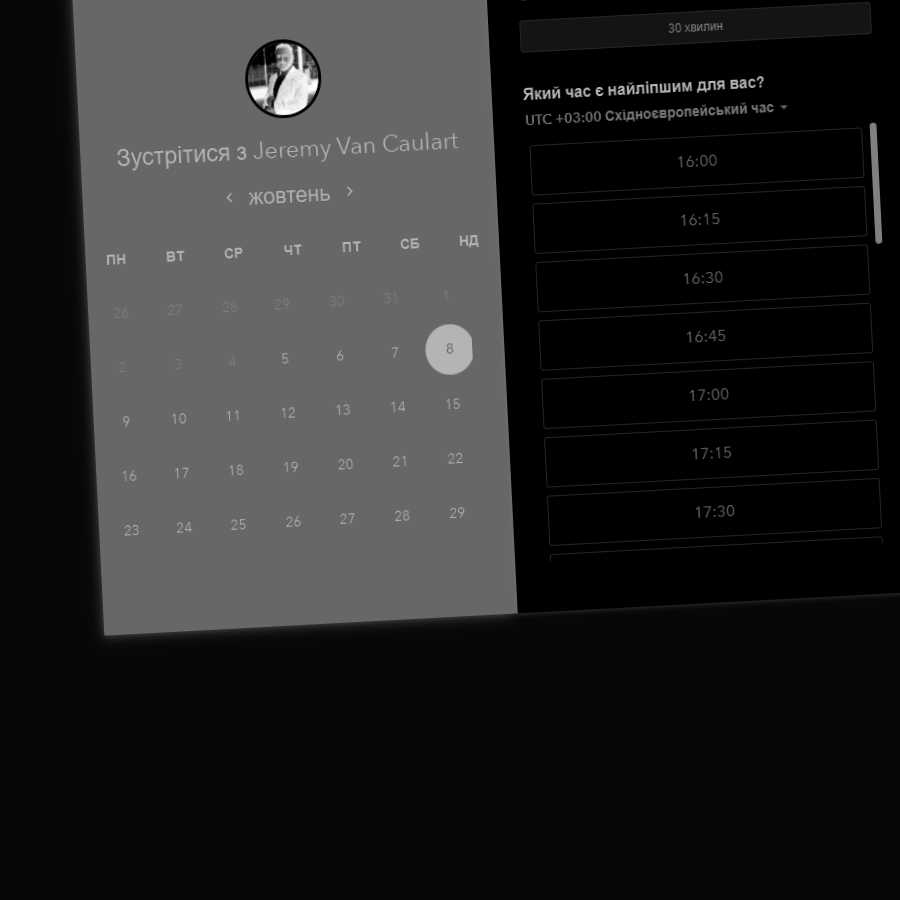 Зустрітися з Jeremy Van Caulart
жовтень
ПН ВТ СР ЧТ ПТ СБ НД
26 27 28 29 30 31 1
2 3 4 5 6 7 8
9 10 11 12 13 14 15
16 17 18 19 20 21 22
23 24 25 26 27 28 29
30 хвилин
Який час є найліпшим для вас?
UTC +03:00 Східноєвропейський час
16:00
16:15
16:30
16:45
17:00
17:15
17:30